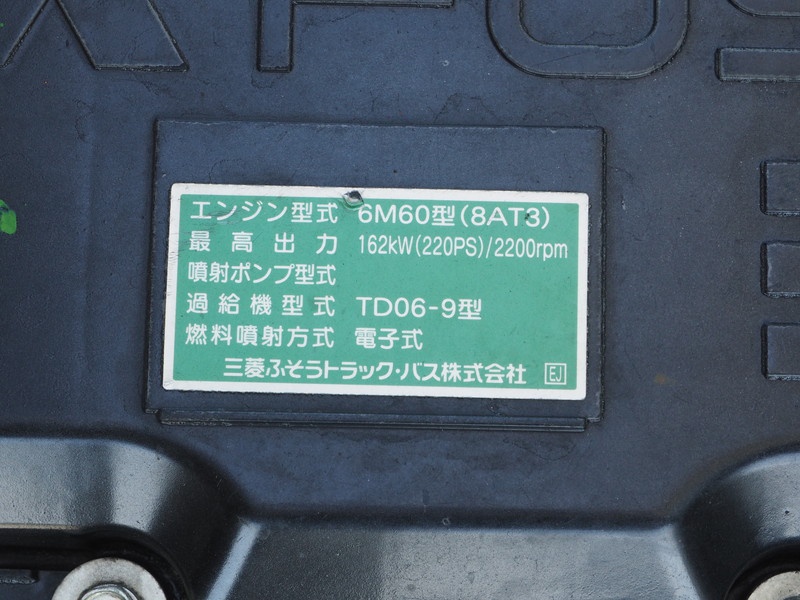 エンジン型式 6M60型(8AT3)
最高出力 162kW(220PS)/2200rpm
噴射ポンプ型式
過給機型式 TD06-9型
燃料噴射方式 電子式
三菱ふそうトラック・バス株式会社 EJ